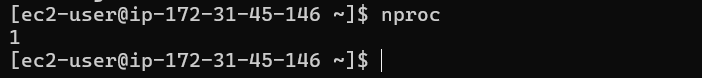 [ec2-user@ip-172-31-45-146 ~]$ nproc
1
[ec2-user@ip-172-31-45-146 ~]$